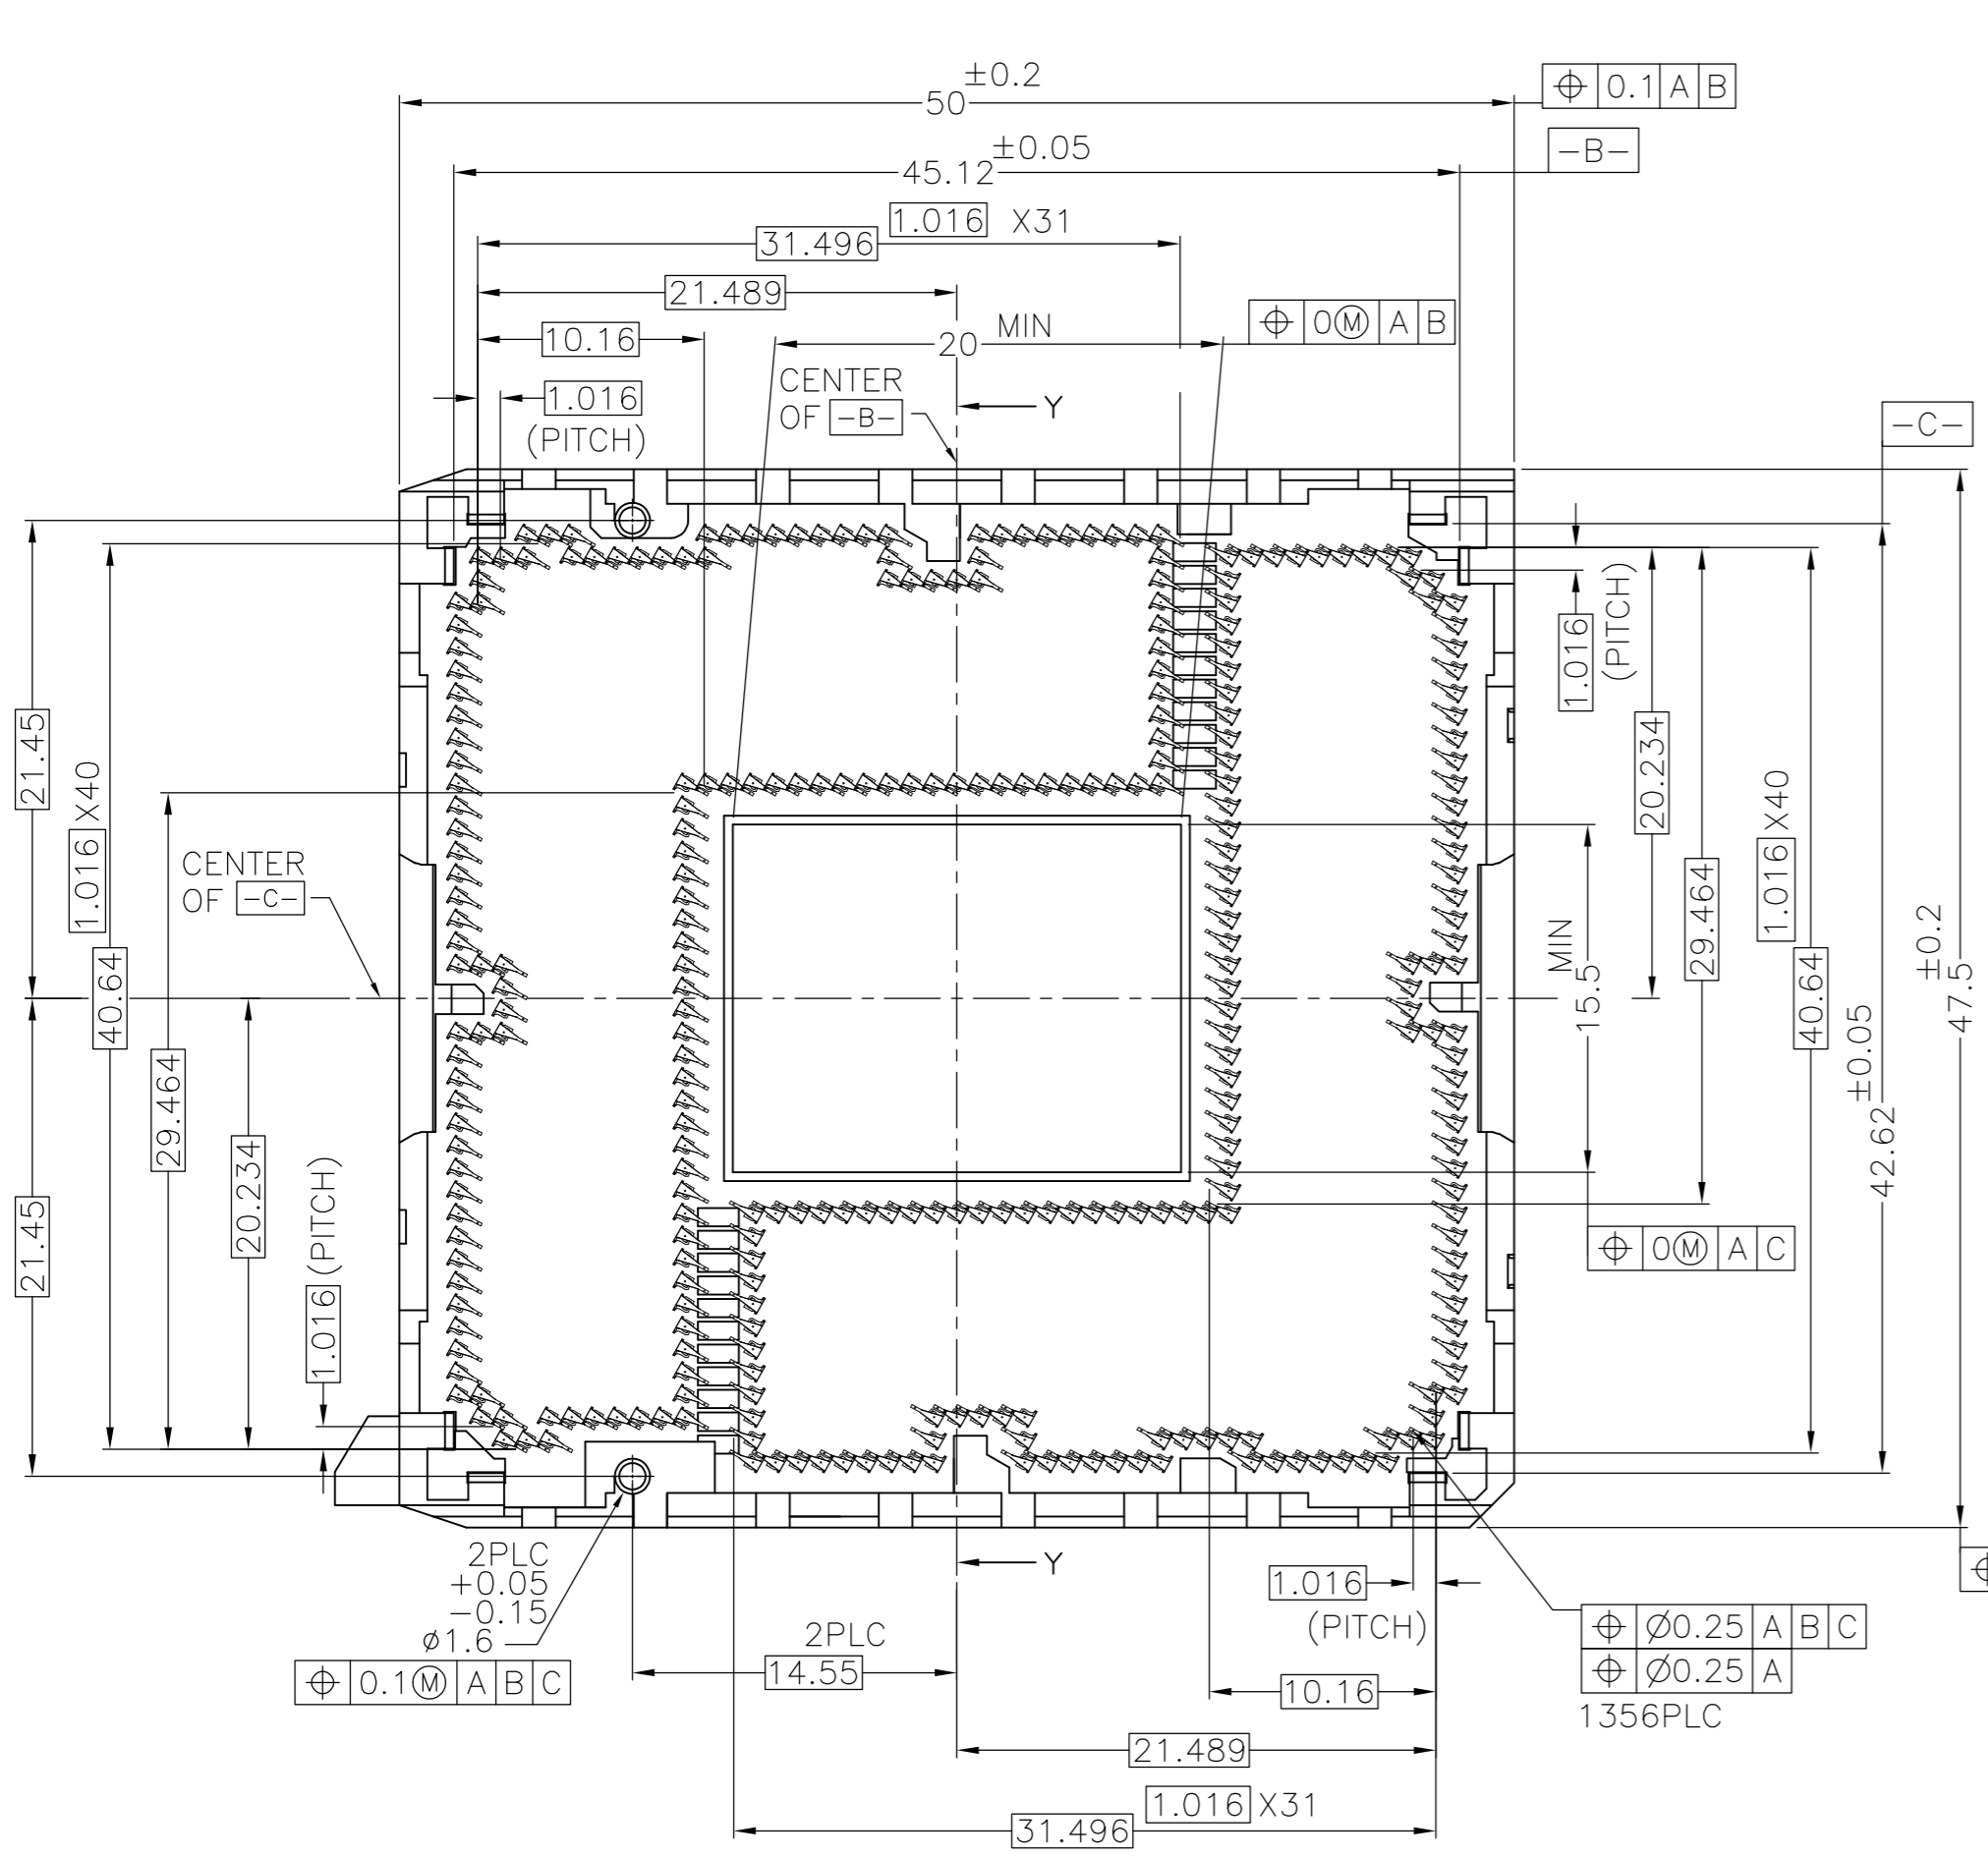 ±0.2
50
⌖ 0.1 A B
-B-
±0.05
45.12
1.016 X31
31.496
21.489
10.16
20 MIN
⌖ 0Ⓜ A B
1.016
(PITCH)
CENTER
OF -B-
Y
-C-
21.45
1.016 X40
40.64
CENTER
OF -C-
29.464
20.234
21.45
1.016 (PITCH)
1.016
(PITCH)
20.234
29.464
1.016 X40
40.64
MIN
15.5
±0.05
42.62
±0.2
47.5
⌖ 0Ⓜ A C
2PLC
+0.05
-0.15
ø1.6
⌖ 0.1Ⓜ A B C
Y
2PLC
14.55
1.016
(PITCH)
10.16
⌖ Ø0.25 A B C
⌖ Ø0.25 A
1356PLC
21.489
1.016 X31
31.496